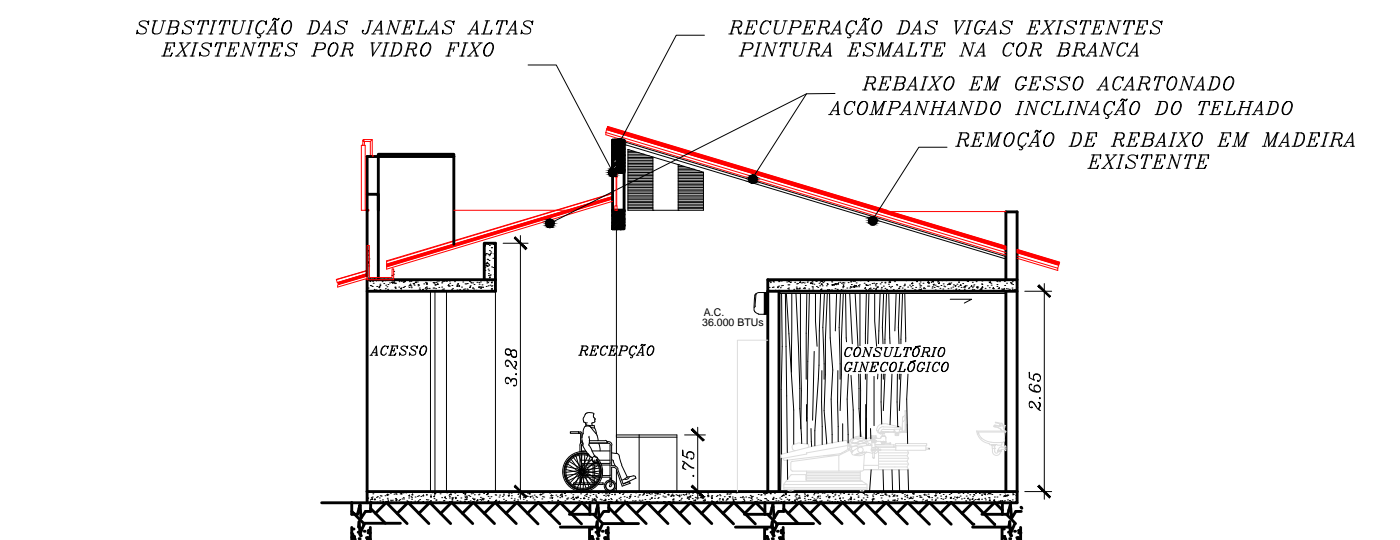 SUBSTITUIÇÃO DAS JANELAS ALTAS
EXISTENTES POR VIDRO FIXO
RECUPERAÇÃO DAS VIGAS EXISTENTES
PINTURA ESMALTE NA COR BRANCA
REBAIXO EM GESSO ACARTONADO
ACOMPANHANDO INCLINAÇÃO DO TELHADO
REMOÇÃO DE REBAIXO EM MADEIRA
EXISTENTE
A.C.
36.000 BTUs
ACESSO
3.28
RECEPÇÃO
CONSULTÓRIO
GINECOLÓGICO
2.65
.75